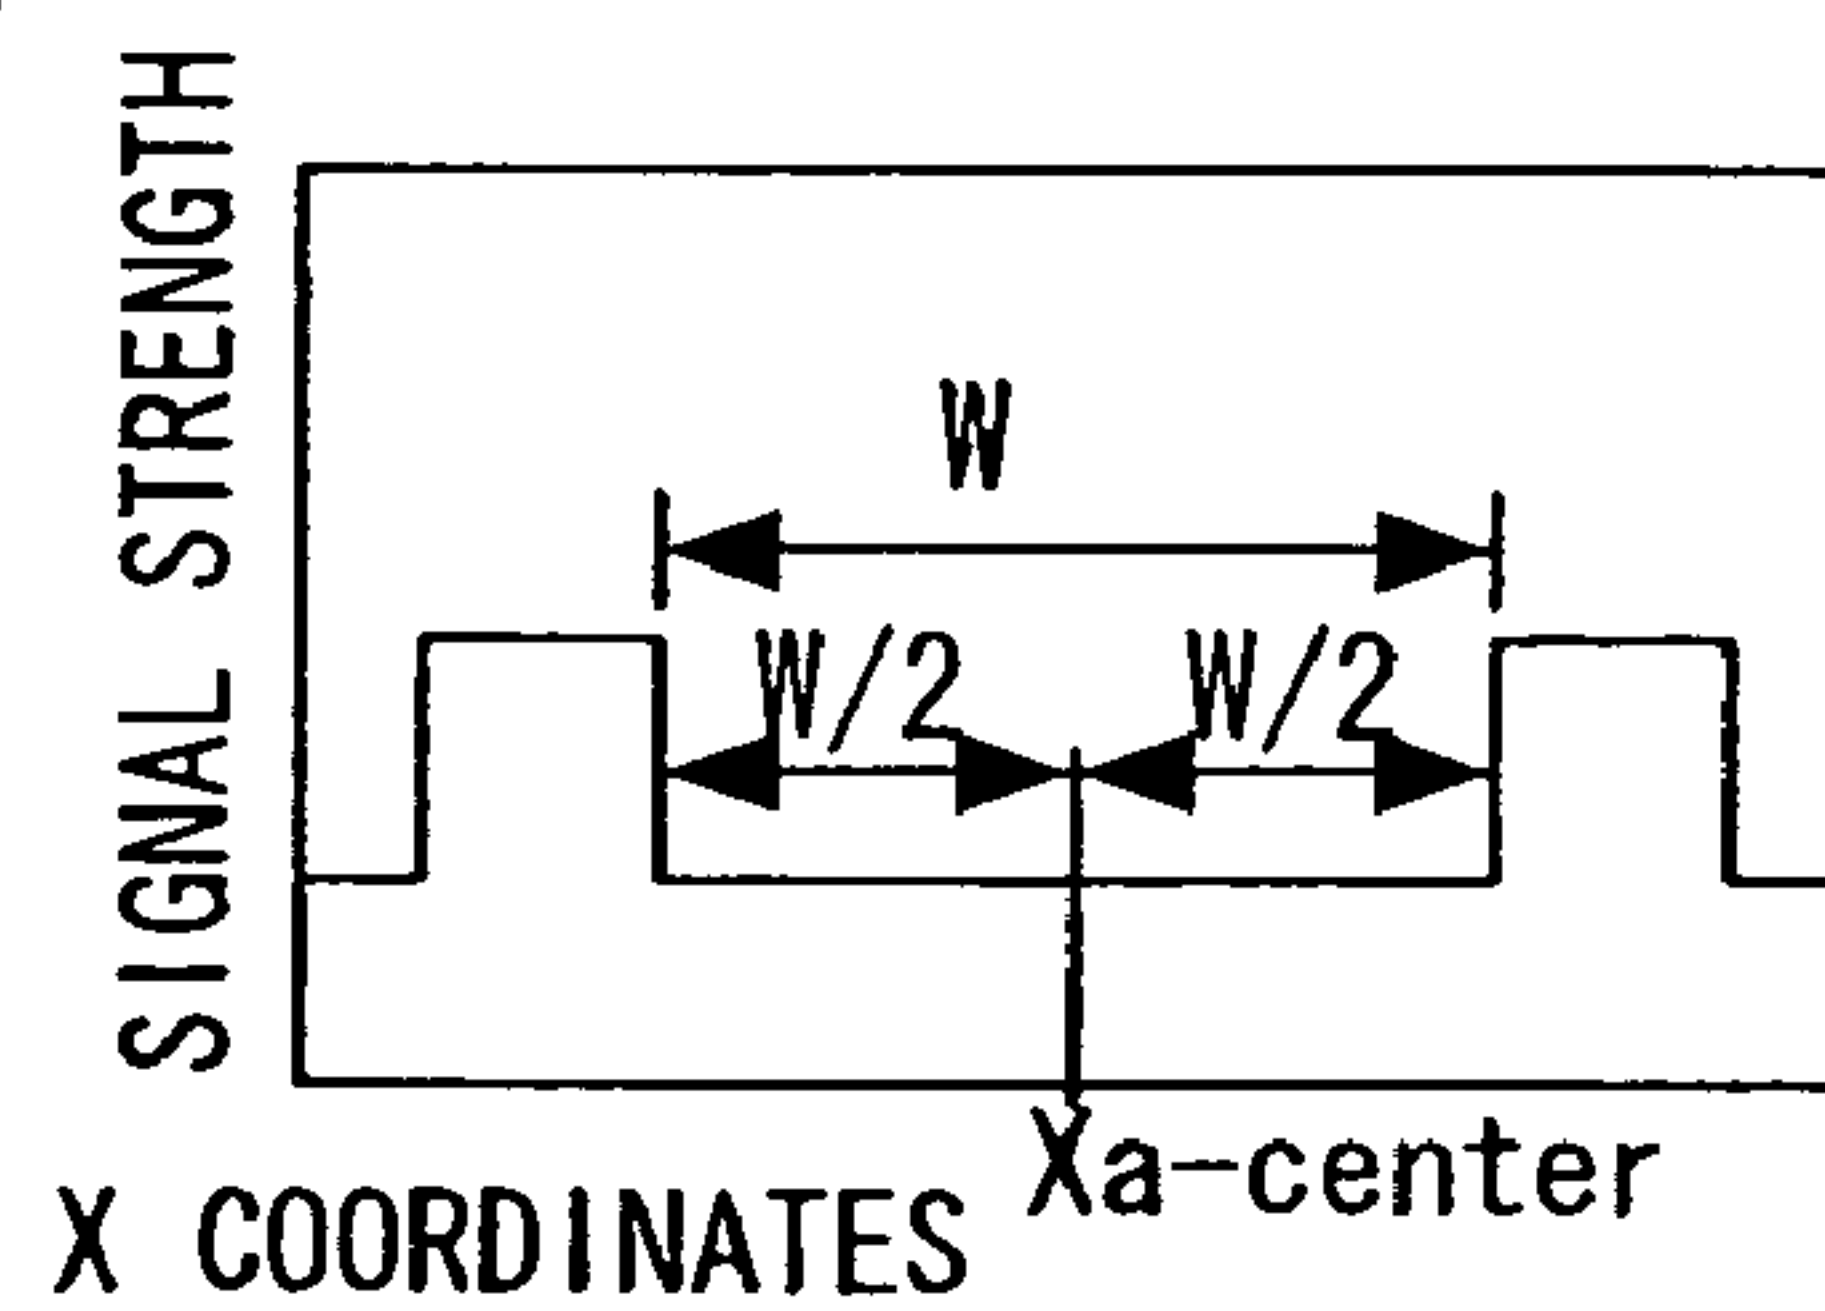 SIGNAL STRENGTH
W
W/2 W/2
Xa-center
X COORDINATES